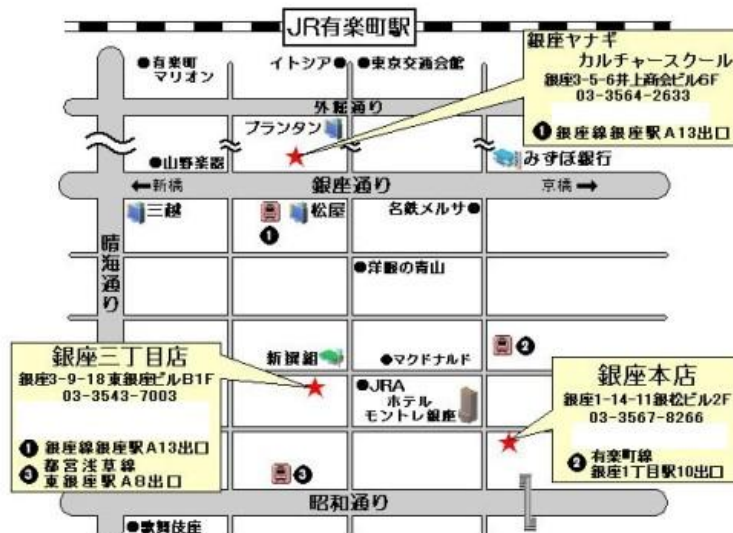 JR有楽町駅
●有楽町
マリオン
イトシア●
●東京交通会館
銀座ヤナギ
カルチャースクール
銀座3-5-6井上商会ビル6F
03-3564-2633
❶銀座線銀座駅A13出口
外堀通り
プランタン
●山野楽器
みずほ銀行
←新橋
銀座通り
京橋→
三越
❶
松屋
名鉄メルサ●
晴海通り
●洋服の青山
新撰組
●マクドナルド
❷
銀座三丁目店
銀座3-9-18東銀座ビルB1F
03-3543-7003
❶銀座線銀座駅A13出口
❸都営浅草線
東銀座駅A8出口
●JRA
ホテル
モントレ銀座
銀座本店
銀座1-14-11銀松ビル2F
03-3567-8266
❷有楽町線
銀座1丁目駅10出口
❸
昭和通り
●歌舞伎座